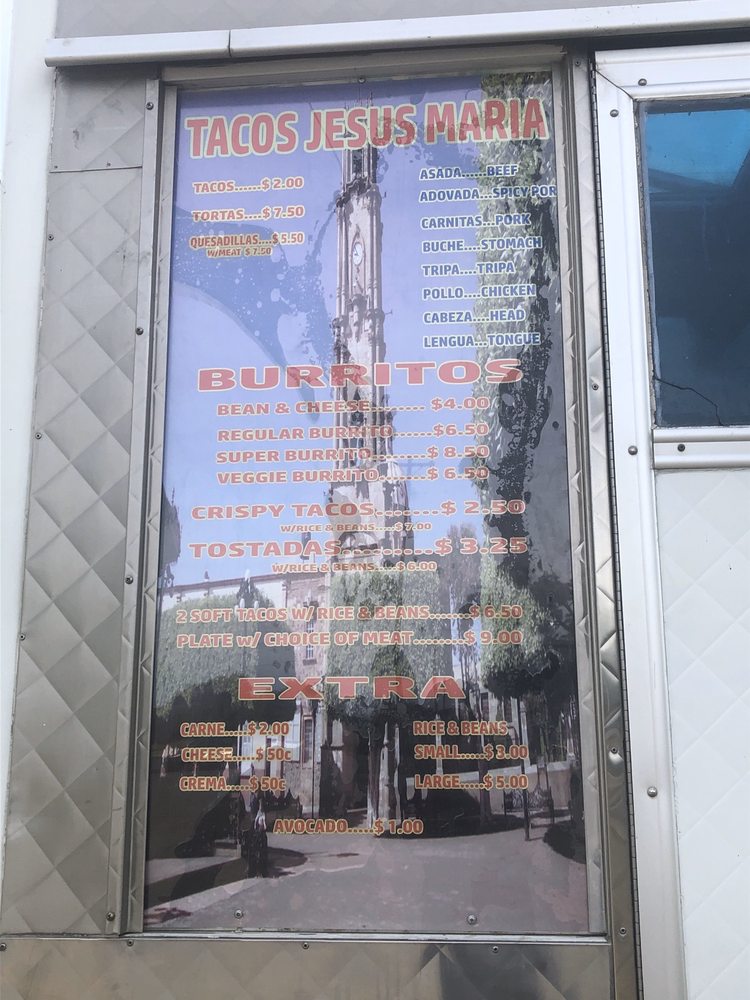 TACOS JESUS MARIA
TACOS......$ 2.00
TORTAS....$ 7.50
QUESADILLAS....$ 5.50
W/MEAT $ 7.50
ASADA......BEEF
ADOVADA...SPICY POR
CARNITAS...PORK
BUCHE....STOMACH
TRIPA....TRIPA
POLLO....CHICKEN
CABEZA....HEAD
LENGUA...TONGUE
BURRITOS
BEAN & CHEESE........ $4.00
REGULAR BURRITO......$6.50
SUPER BURRITO........$ 8.50
VEGGIE BURRITO.......$ 6.50
CRISPY TACOS.......$ 2.50
W/RICE & BEANS.....$ 7.00
TOSTADAS..........$ 3.25
W/RICE & BEANS.....$ 6.00
2 SOFT TACOS W/ RICE & BEANS.......$ 6.50
PLATE w/ CHOICE OF MEAT.........$ 9.00
EXTRA
CARNE.....$ 2.00
CHEESE.....$ 50c
CREMA.....$ 50c
RICE & BEANS
SMALL.....$ 3.00
LARGE.....$ 5.00
AVOCADO.....$ 1.00